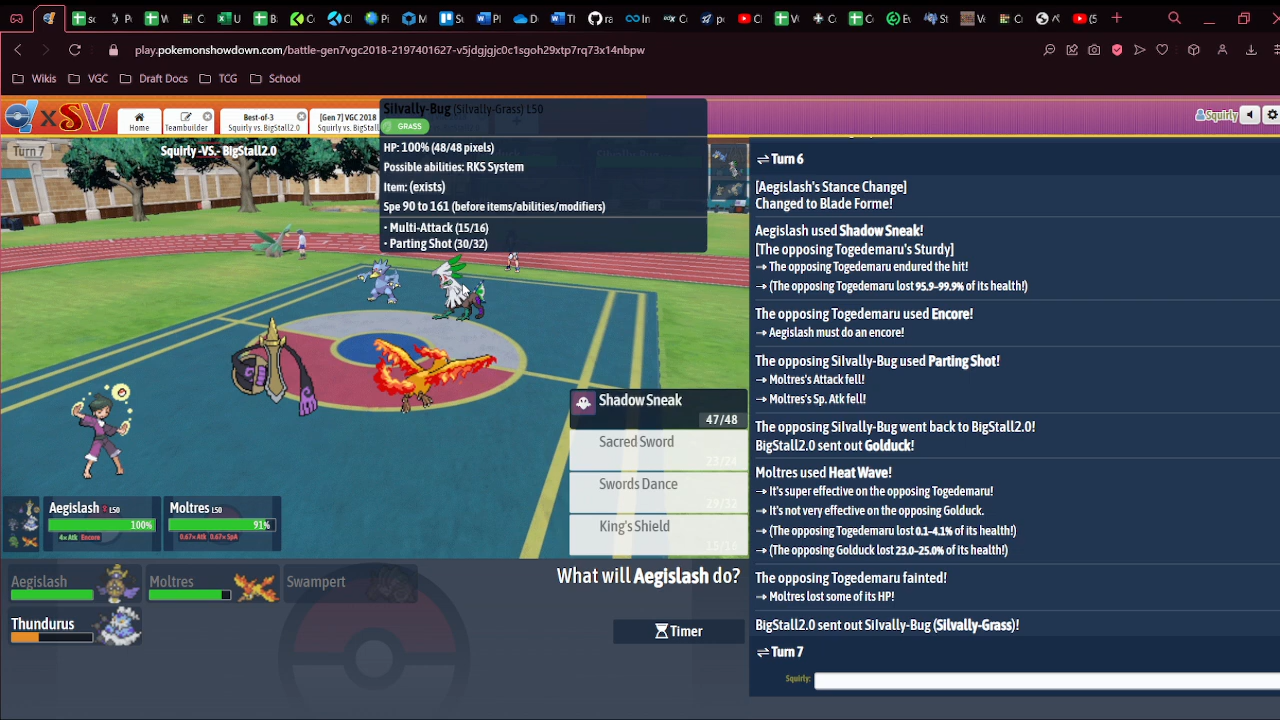 play.pokemonshowdown.com/battle-gen7vgc2018-2197401627-v5jdgjgjc0c1sgoh29xtp7rq73x14nbpw
Wikis
VGC
Draft Docs
TCG
School
x SV
Home
Teambuilder
Best-of-3
Squirly vs. BigStall2.0
[Gen 7] VGC 2018
Squirly vs. BigStall
Squirly
Turn 7
Squirly -VS.- BigStall2.0
Silvally-Bug (Silvally-Grass) L50
GRASS
HP: 100% (48/48 pixels)
Possible abilities: RKS System
Item: (exists)
Spe 90 to 161 (before items/abilities/modifiers)
• Multi-Attack (15/16)
• Parting Shot (30/32)
Turn 6
[Aegislash's Stance Change]
Changed to Blade Forme!
Aegislash used Shadow Sneak!
[The opposing Togedemaru's Sturdy]
The opposing Togedemaru endured the hit!
(The opposing Togedemaru lost 95.9–99.9% of its health!)
The opposing Togedemaru used Encore!
Aegislash must do an encore!
The opposing Silvally-Bug used Parting Shot!
Moltres's Attack fell!
Moltres's Sp. Atk fell!
The opposing Silvally-Bug went back to BigStall2.0!
BigStall2.0 sent out Golduck!
Moltres used Heat Wave!
It's super effective on the opposing Togedemaru!
It's not very effective on the opposing Golduck.
(The opposing Togedemaru lost 0.1–4.1% of its health!)
(The opposing Golduck lost 23.0–25.0% of its health!)
The opposing Togedemaru fainted!
Moltres lost some of its HP!
BigStall2.0 sent out Silvally-Bug (Silvally-Grass)!
Turn 7
Squirly:
Shadow Sneak
47/48
Sacred Sword
23/24
Swords Dance
29/32
King's Shield
Aegislash L50
100%
4× Atk Encore
Moltres L50
91%
0.67× Atk 0.67× SpA
Aegislash
Moltres
Swampert
Thundurus
What will Aegislash do?
Timer